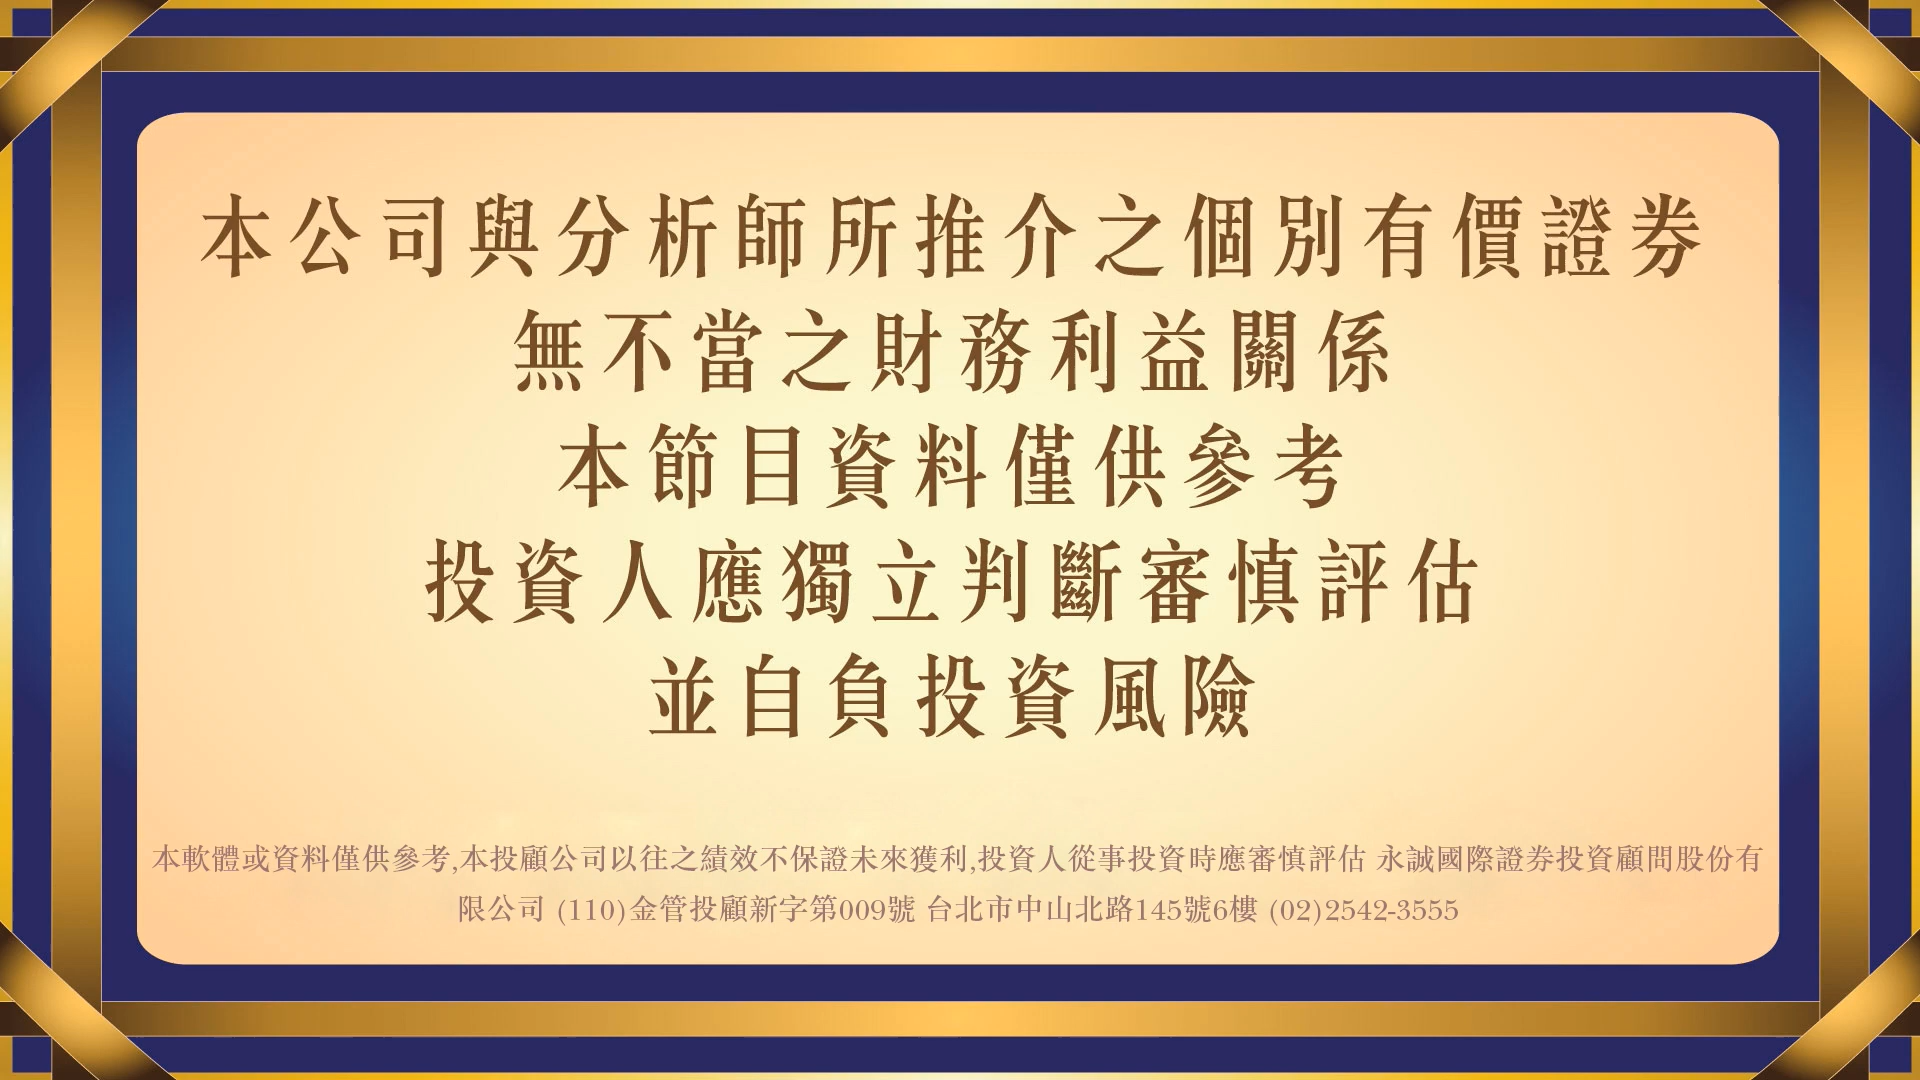 本公司與分析師所推介之個別有價證券
無不當之財務利益關係
本節目資料僅供參考
投資人應獨立判斷審慎評估
並自負投資風險
本軟體或資料僅供參考,本投顧公司以往之績效不保證未來獲利,投資人從事投資時應審慎評估 永誠國際證券投資顧問股份有
限公司 (110)金管投顧新字第009號 台北市中山北路145號6樓 (02)2542-3555